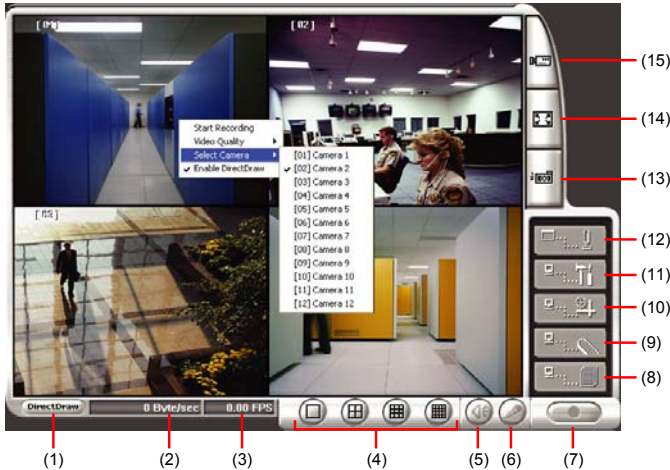 [01]
[02]
Start Recording
Video Quality
Select Camera
Enable DirectDraw
[01] Camera 1
[02] Camera 2
[03] Camera 3
[04] Camera 4
[05] Camera 5
[06] Camera 6
[07] Camera 7
[08] Camera 8
[09] Camera 9
[10] Camera 10
[11] Camera 11
[12] Camera 12
[03]
DirectDraw
0 Byte/sec
0.00 FPS
(15)
(14)
(13)
(12)
(11)
(10)
(9)
(8)
(1)
(2)
(3)
(4)
(5)
(6)
(7)